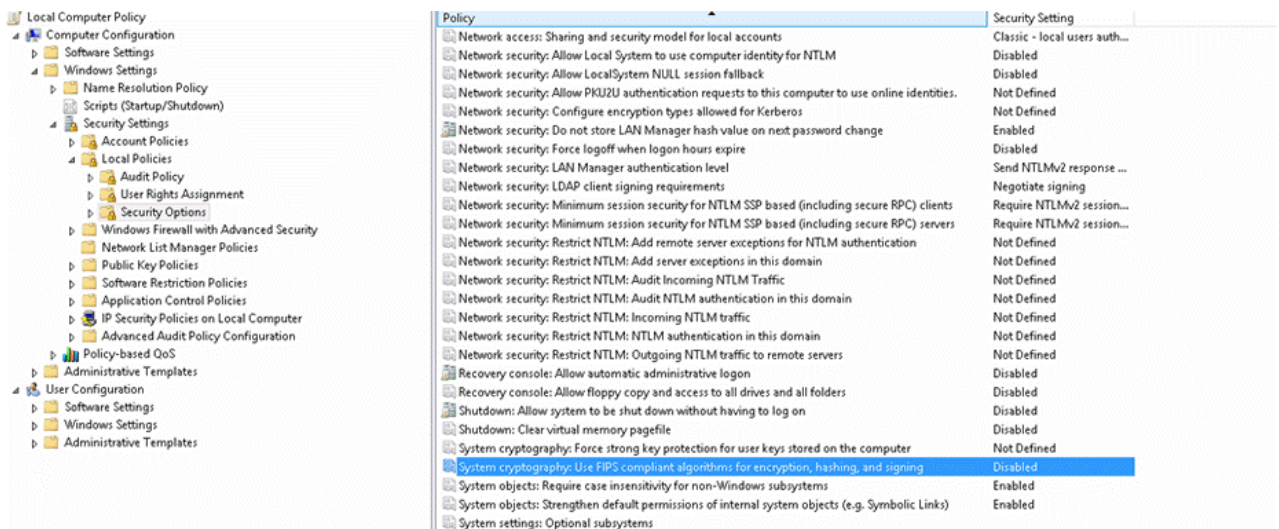 Local Computer Policy
Computer Configuration
Software Settings
Windows Settings
Name Resolution Policy
Scripts (Startup/Shutdown)
Security Settings
Account Policies
Local Policies
Audit Policy
User Rights Assignment
Security Options
Windows Firewall with Advanced Security
Network List Manager Policies
Public Key Policies
Software Restriction Policies
Application Control Policies
IP Security Policies on Local Computer
Advanced Audit Policy Configuration
Policy-based QoS
Administrative Templates
User Configuration
Software Settings
Windows Settings
Administrative Templates
Policy Security Setting
Network access: Sharing and security model for local accounts Classic - local users auth...
Network security: Allow Local System to use computer identity for NTLM Disabled
Network security: Allow LocalSystem NULL session fallback Disabled
Network security: Allow PKU2U authentication requests to this computer to use online identities. Not Defined
Network security: Configure encryption types allowed for Kerberos Not Defined
Network security: Do not store LAN Manager hash value on next password change Enabled
Network security: Force logoff when logon hours expire Disabled
Network security: LAN Manager authentication level Send NTLMv2 response ...
Network security: LDAP client signing requirements Negotiate signing
Network security: Minimum session security for NTLM SSP based (including secure RPC) clients Require NTLMv2 session...
Network security: Minimum session security for NTLM SSP based (including secure RPC) servers Require NTLMv2 session...
Network security: Restrict NTLM: Add remote server exceptions for NTLM authentication Not Defined
Network security: Restrict NTLM: Add server exceptions in this domain Not Defined
Network security: Restrict NTLM: Audit Incoming NTLM Traffic Not Defined
Network security: Restrict NTLM: Audit NTLM authentication in this domain Not Defined
Network security: Restrict NTLM: Incoming NTLM traffic Not Defined
Network security: Restrict NTLM: NTLM authentication in this domain Not Defined
Network security: Restrict NTLM: Outgoing NTLM traffic to remote servers Not Defined
Recovery console: Allow automatic administrative logon Disabled
Recovery console: Allow floppy copy and access to all drives and all folders Disabled
Shutdown: Allow system to be shut down without having to log on Disabled
Shutdown: Clear virtual memory pagefile Disabled
System cryptography: Force strong key protection for user keys stored on the computer Not Defined
System cryptography: Use FIPS compliant algorithms for encryption, hashing, and signing Disabled
System objects: Require case insensitivity for non-Windows subsystems Enabled
System objects: Strengthen default permissions of internal system objects (e.g. Symbolic Links) Enabled
System settings: Optional subsystems